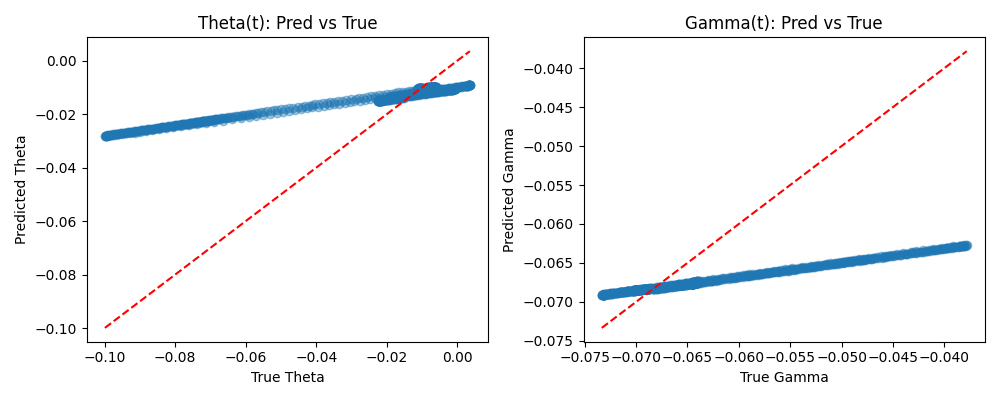 Theta(t): Pred vs True
Predicted Theta
0.00
−0.02
−0.04
−0.06
−0.08
−0.10
−0.10 −0.08 −0.06 −0.04 −0.02 0.00
True Theta
Gamma(t): Pred vs True
Predicted Gamma
−0.040
−0.045
−0.050
−0.055
−0.060
−0.065
−0.070
−0.075
−0.075 −0.070 −0.065 −0.060 −0.055 −0.050 −0.045 −0.040
True Gamma